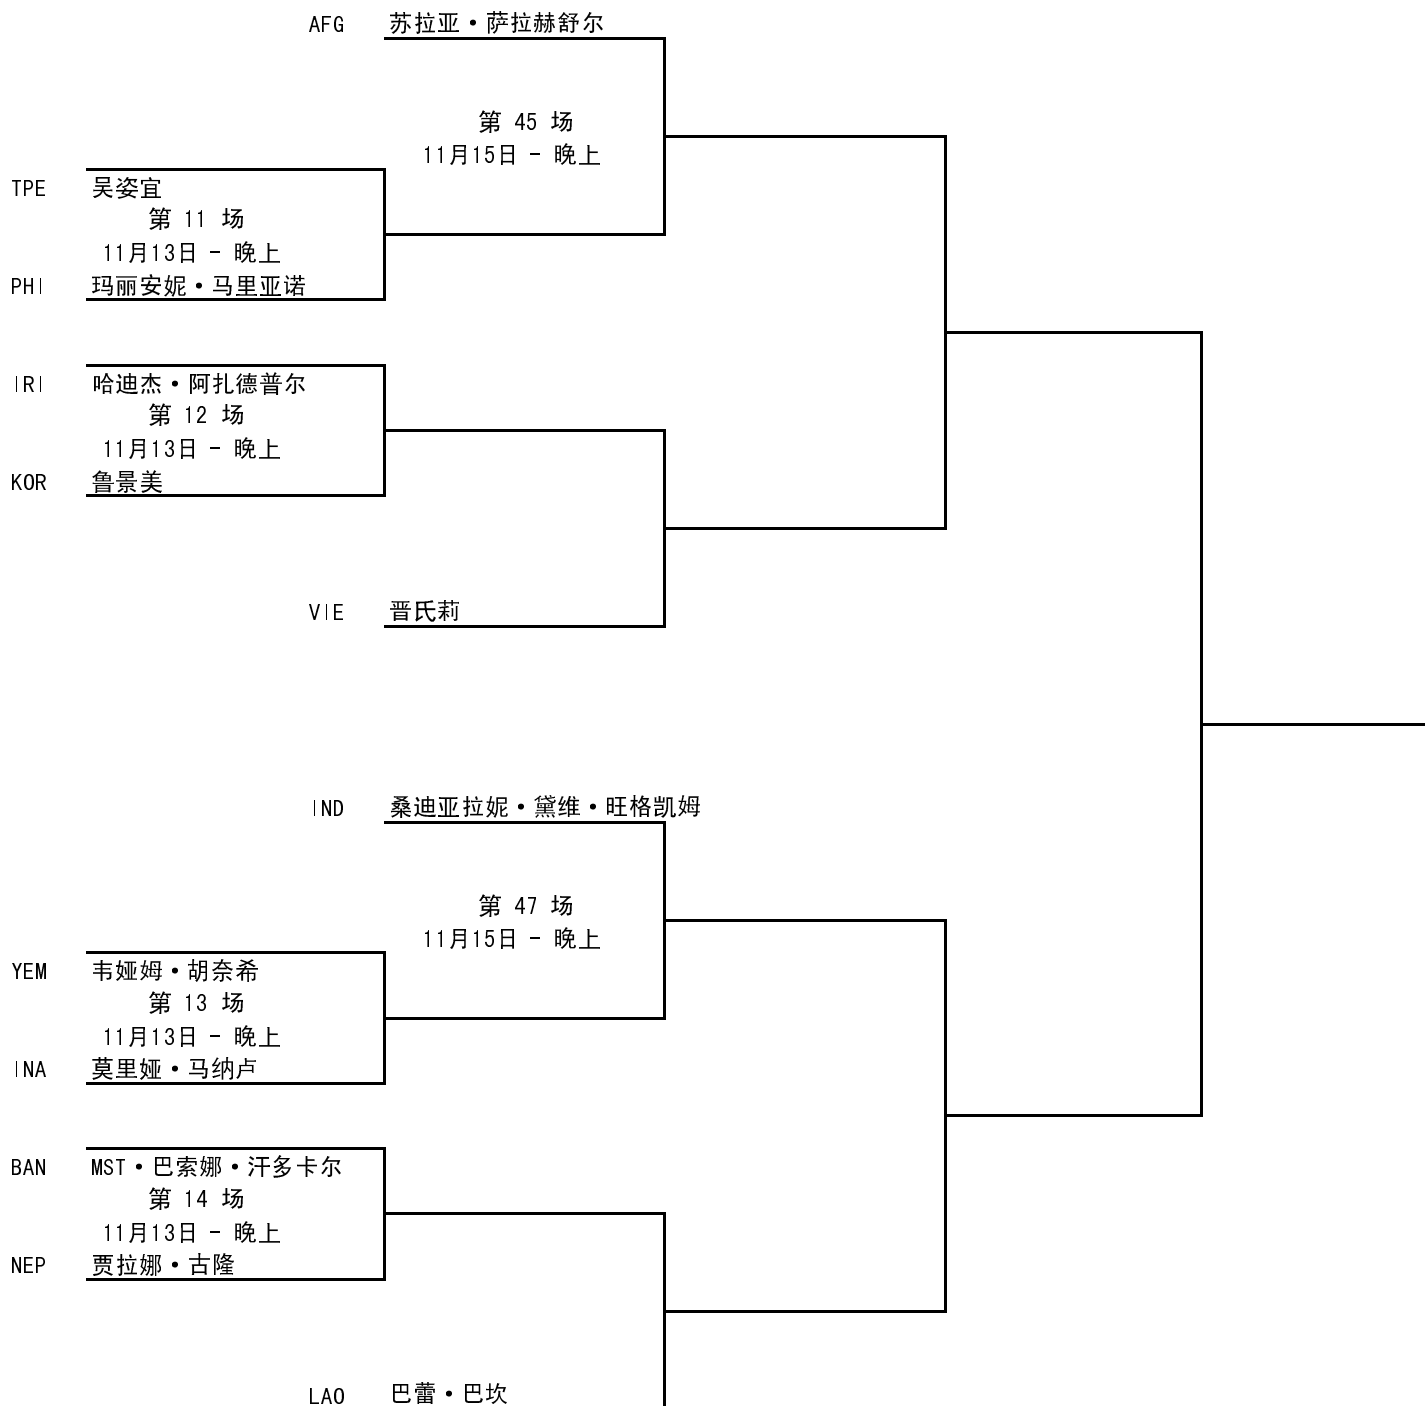 AFG 苏拉亚·萨拉赫舒尔
第 45 场
11月15日 - 晚上
TPE 吴姿宜
第 11 场
11月13日 - 晚上
PHI 玛丽安妮·马里亚诺
IRI 哈迪杰·阿扎德普尔
第 12 场
11月13日 - 晚上
KOR 鲁景美
VIE 晋氏莉
IND 桑迪亚拉妮·黛维·旺格凯姆
第 47 场
11月15日 - 晚上
YEM 韦娅姆·胡奈希
第 13 场
11月13日 - 晚上
INA 莫里娅·马纳卢
BAN MST·巴索娜·汗多卡尔
第 14 场
11月13日 - 晚上
NEP 贾拉娜·古隆
LAO 巴蕾·巴坎